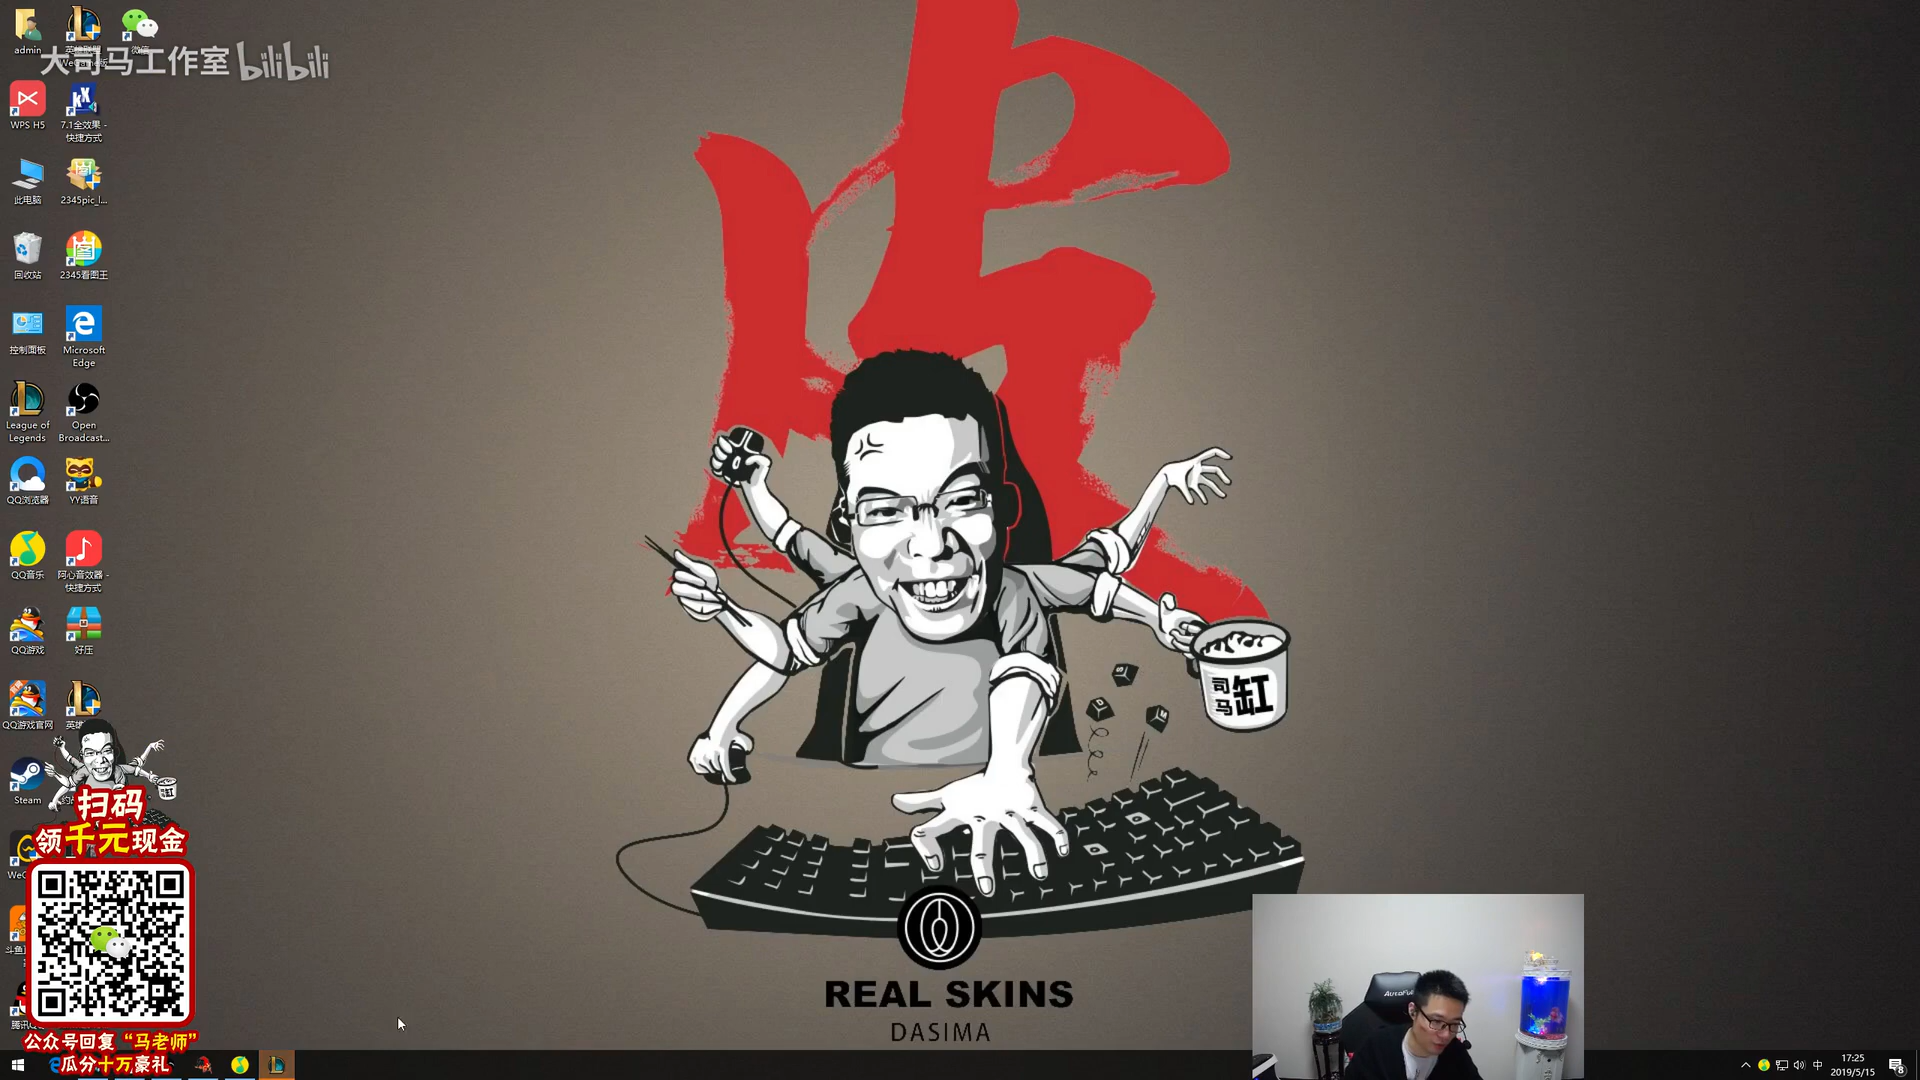 admin
微信
大司马工作室 bilibili
WPS H5
7.1全效果 -
快捷方式
此电脑
2345pic_l...
回收站
2345看图王
控制面板
Microsoft
Edge
League of
Legends
Open
Broadcast...
QQ浏览器
YY语音
QQ音乐
阿心音效器 -
快捷方式
QQ游戏
好压
QQ游戏官网
Steam
司马
缸
扫码
领千元现金
公众号回复“马老师”
瓜分十万豪礼
REAL SKINS
DASIMA
中
17:25
2019/5/15